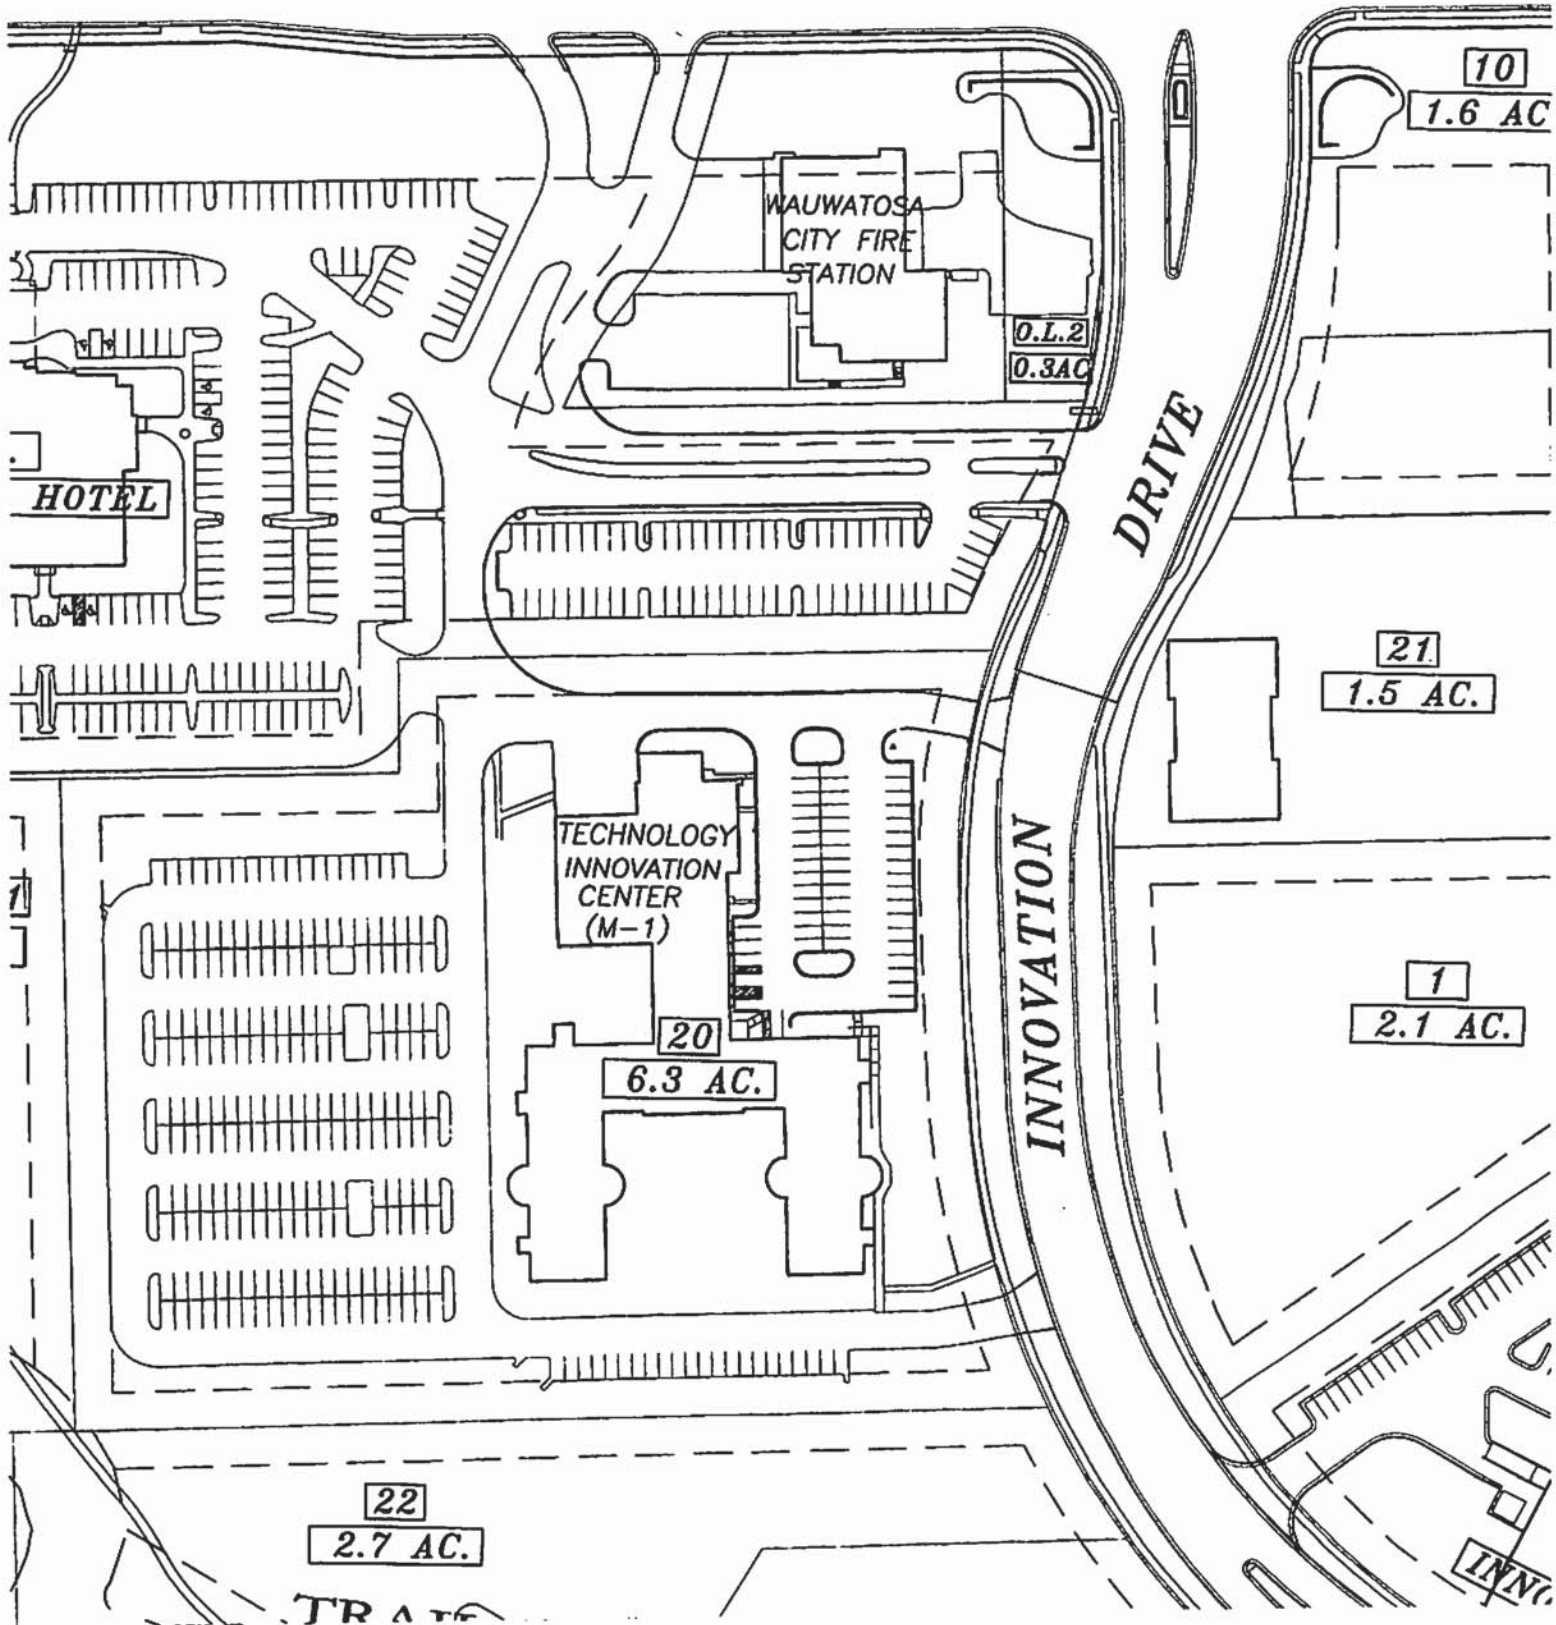 10
1.6 AC
WAUWATOSA
CITY FIRE
STATION
O.L.2
0.3AC
HOTEL
DRIVE
21
1.5 AC.
TECHNOLOGY
INNOVATION
CENTER
(M-1)
INNOVATION
1
1
2.1 AC.
20
6.3 AC.
22
2.7 AC.